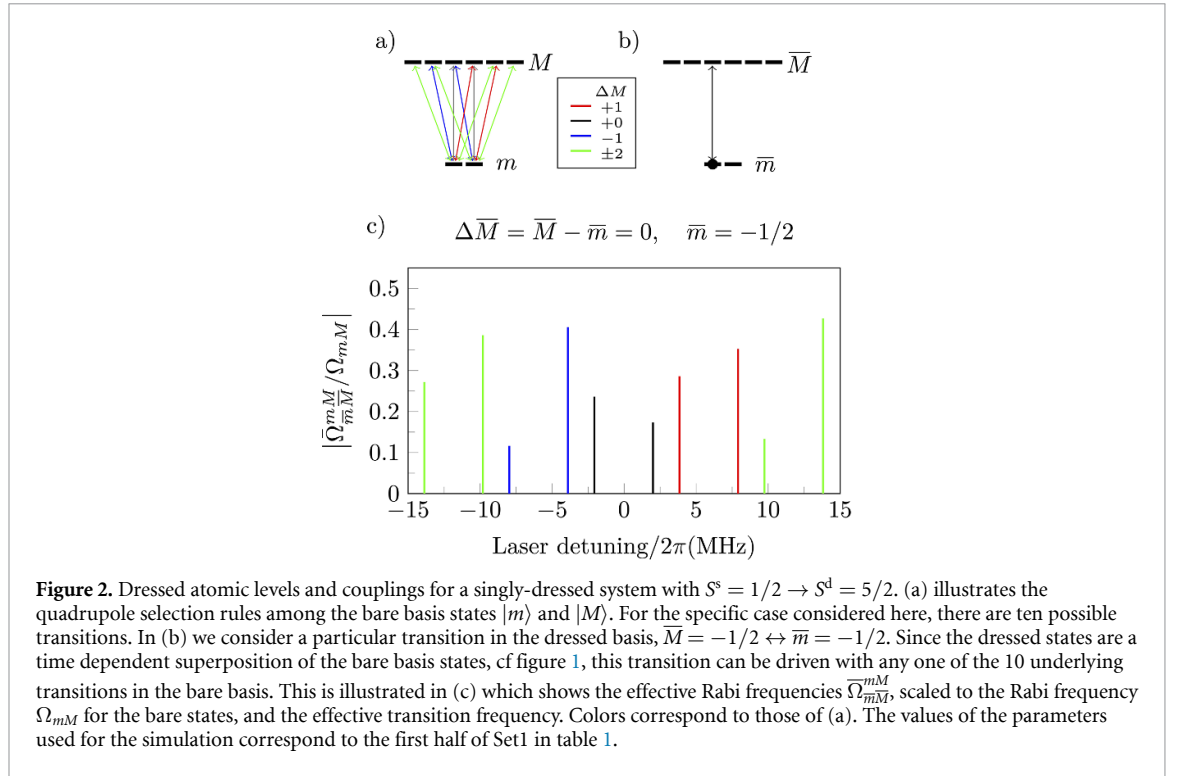 a)
M
m
ΔM
+1
+0
−1
±2
b)
M̅
m̅
c)
ΔM̅ = M̅ − m̅ = 0, m̅ = −1/2
|Ω̅^{mM}_{m̅M̅}/Ω_{mM}|
0.5
0.4
0.3
0.2
0.1
0
−15 −10 −5 0 5 10 15
Laser detuning/2π(MHz)
Figure 2. Dressed atomic levels and couplings for a singly-dressed system with S^s = 1/2 → S^d = 5/2. (a) illustrates the
quadrupole selection rules among the bare basis states |m⟩ and |M⟩. For the specific case considered here, there are ten possible
transitions. In (b) we consider a particular transition in the dressed basis, M̅ = −1/2 ↔ m̅ = −1/2. Since the dressed states are a
time dependent superposition of the bare basis states, cf figure 1, this transition can be driven with any one of the 10 underlying
transitions in the bare basis. This is illustrated in (c) which shows the effective Rabi frequencies Ω̅^{mM}_{m̅M̅}, scaled to the Rabi frequency
Ω_{mM} for the bare states, and the effective transition frequency. Colors correspond to those of (a). The values of the parameters
used for the simulation correspond to the first half of Set1 in table 1.